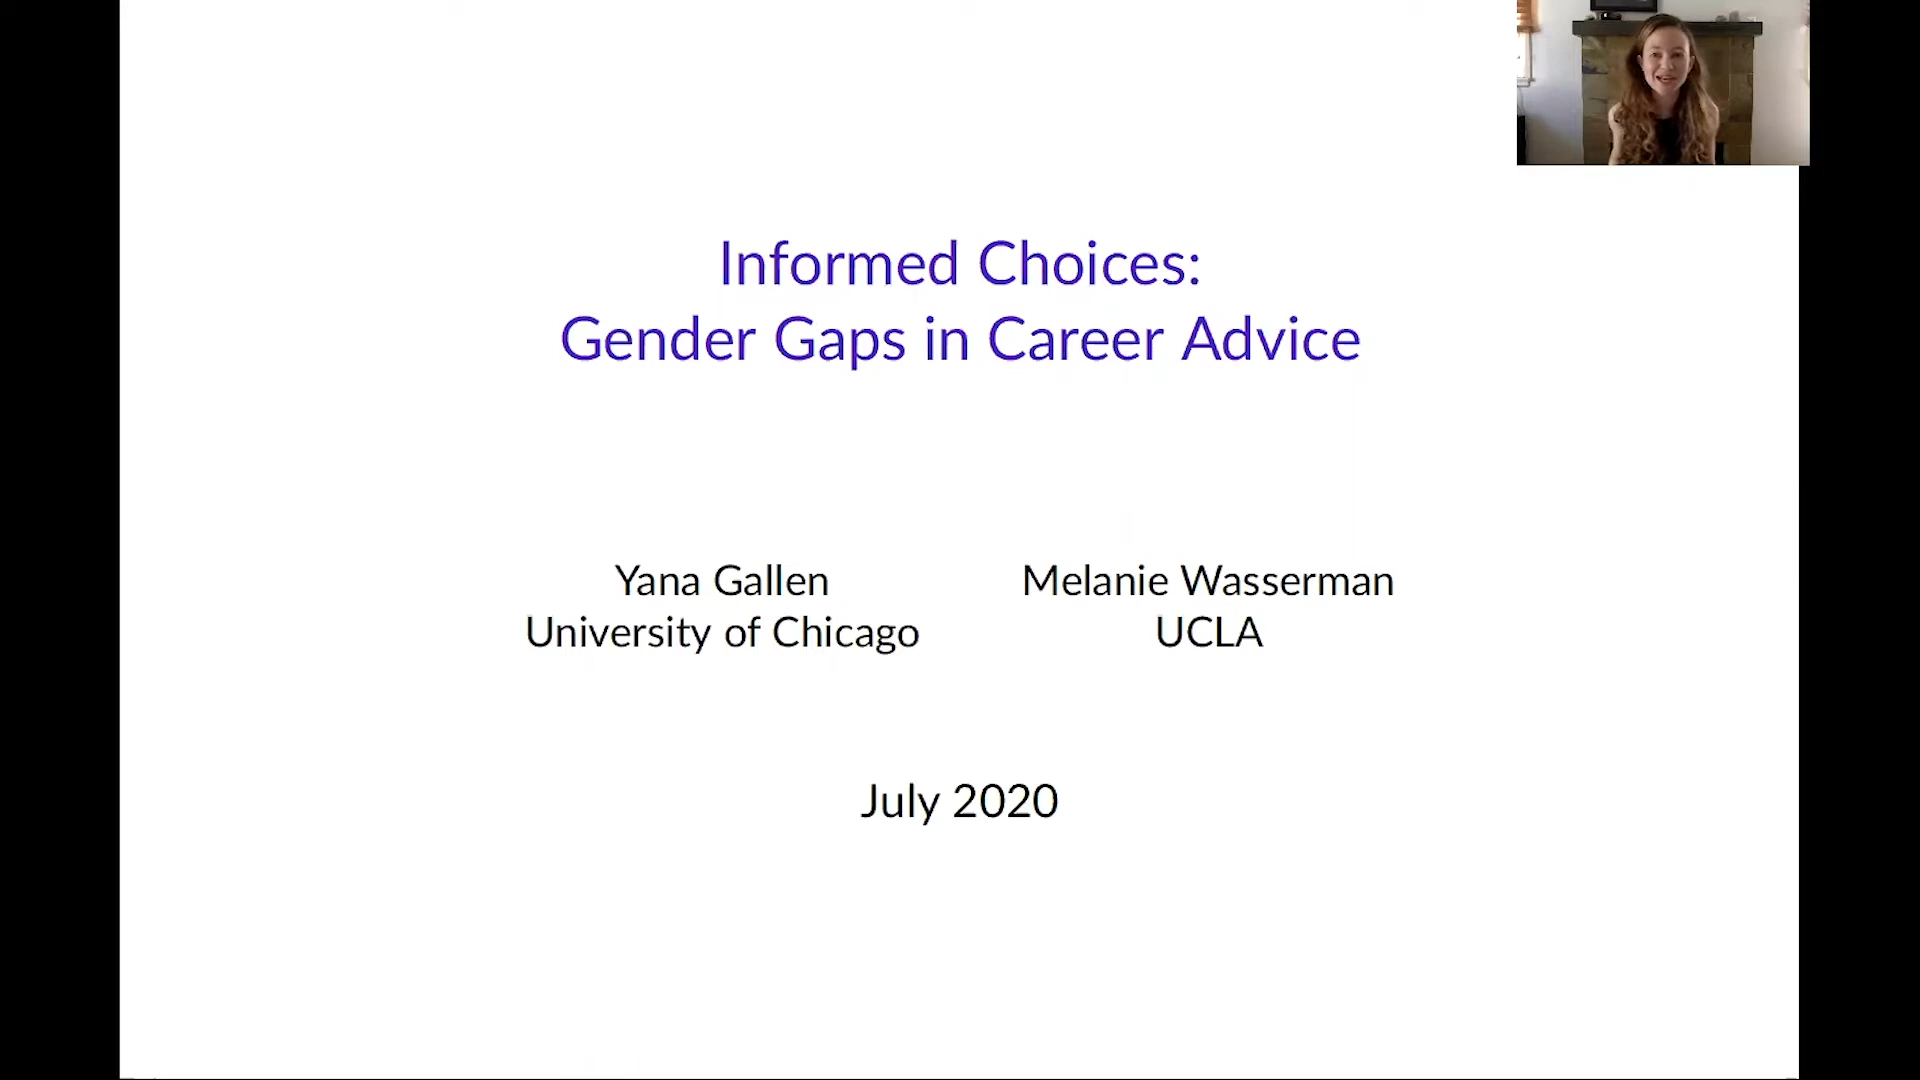 Informed Choices:
Gender Gaps in Career Advice
Yana Gallen
University of Chicago
Melanie Wasserman
UCLA
July 2020